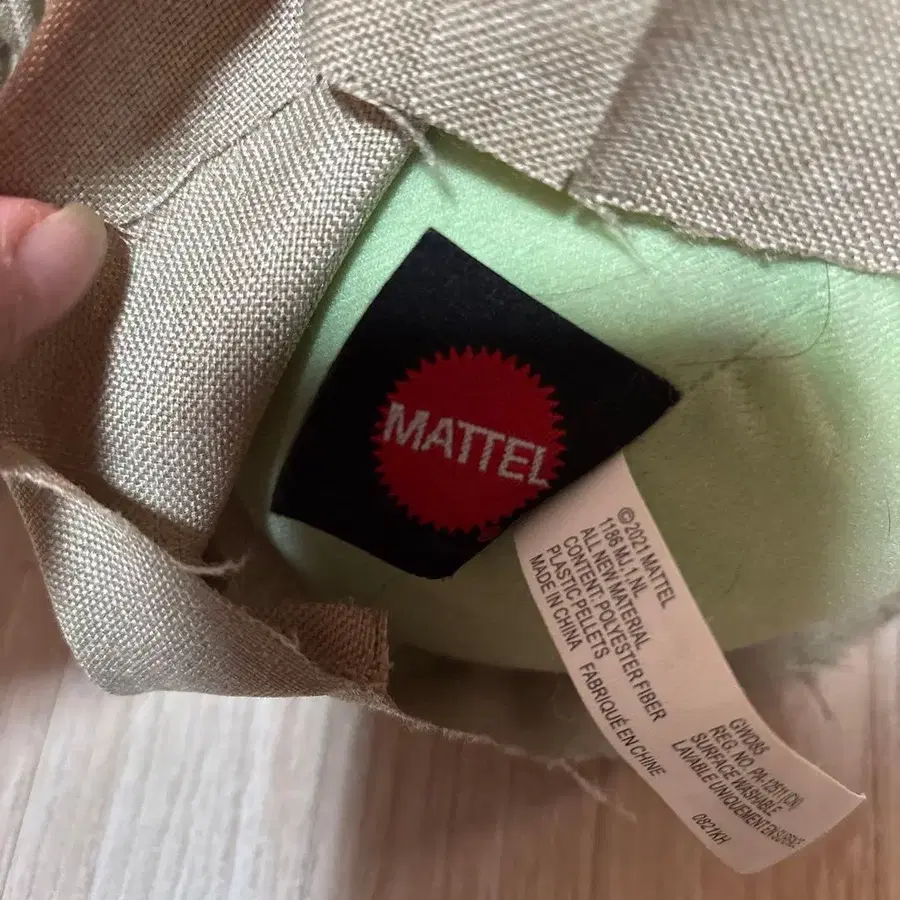 MATTEL
©2021 MATTEL
1186 MJ,1,NL
ALL NEW MATERIAL
CONTENT: POLYESTER FIBER
PLASTIC PELLETS
MADE IN CHINA FABRIQUÉ EN CHINE
GWD85
REG. NO. PA-12511 (CN)
SURFACE WASHABLE
LAVABLE UNIQUEMENT EN SURFACE
0821KH